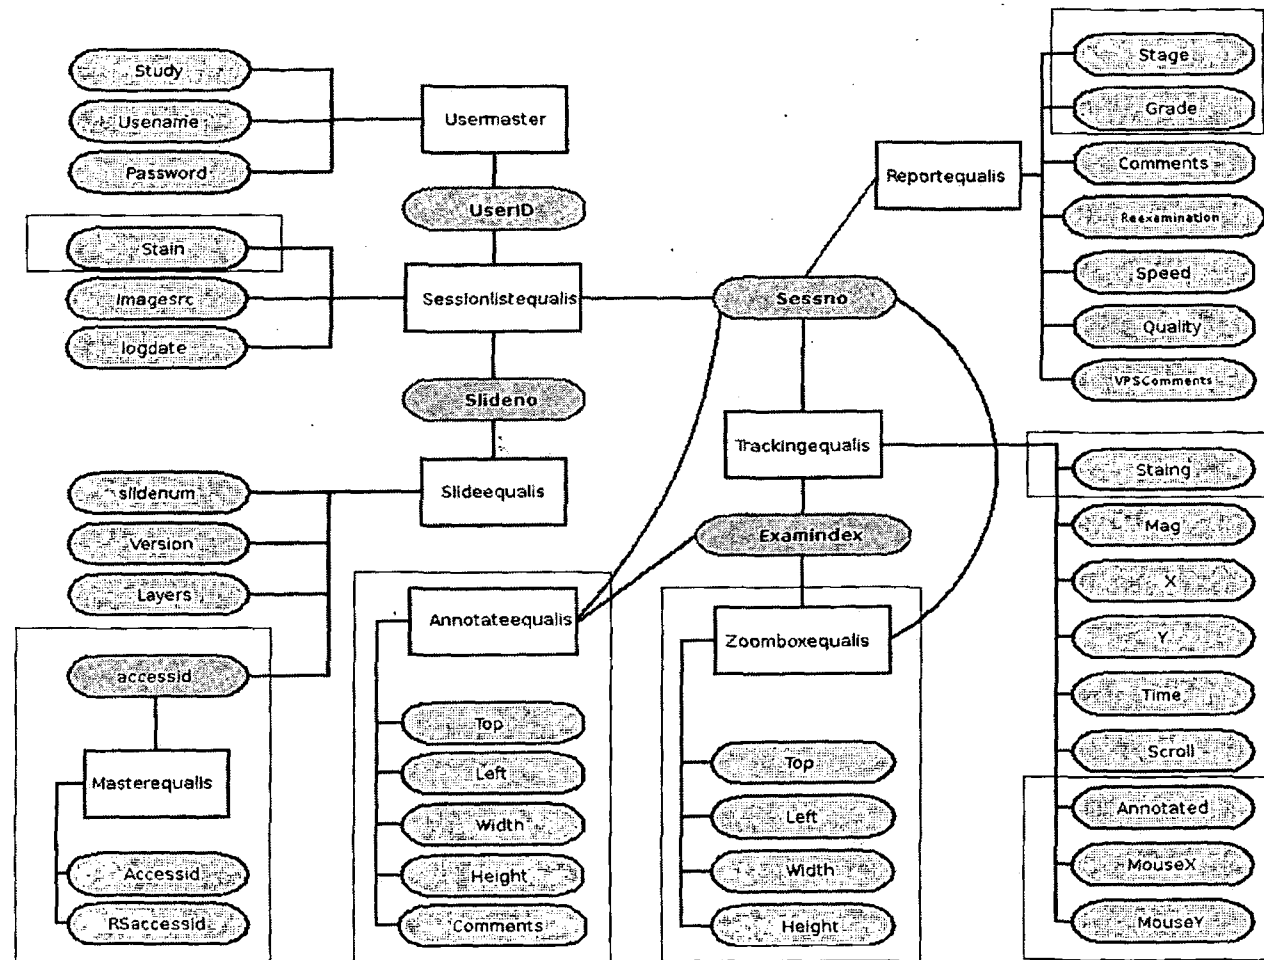 Study
Usename
Password
Usermaster
UserID
Stain
Imagesrc
logdate
Sessionlistequalis
Slideno
slidenum
Version
Layers
Slideequalis
accessid
Masterequalis
Accessid
RSaccessid
Annotateequalis
Top
Left
Width
Height
Comments
Sessno
Trackingequalis
Examindex
Zoomboxequalis
Top
Left
Width
Height
Reportequalis
Stage
Grade
Comments
Reexamination
Speed
Quality
VPSComments
Staing
Mag
X
Y
Time
Scroll
Annotated
MouseX
MouseY